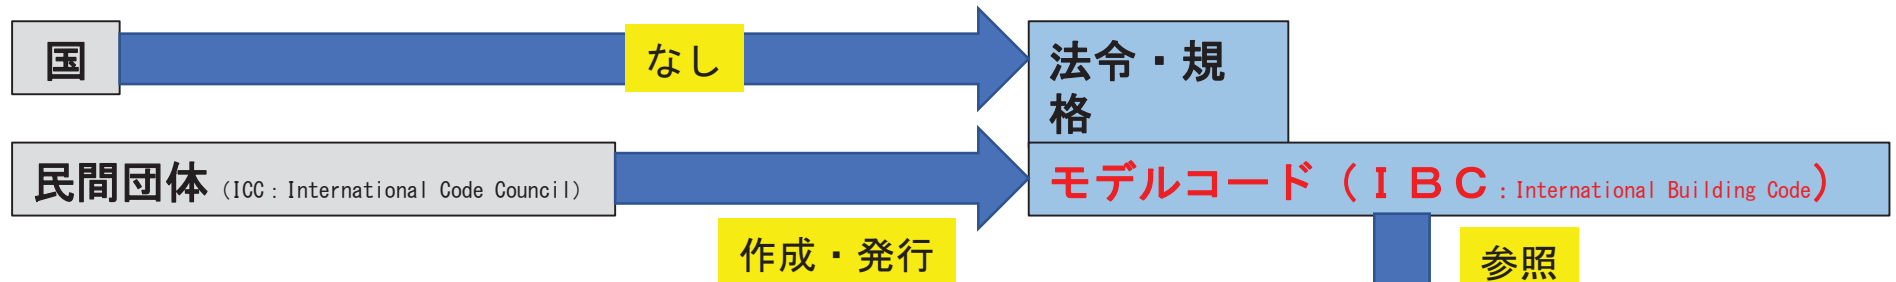 国
なし
法令・規
格
民間団体（ICC：International Code Council）
モデルコード（ＩＢＣ：International Building Code）
作成・発行
参照